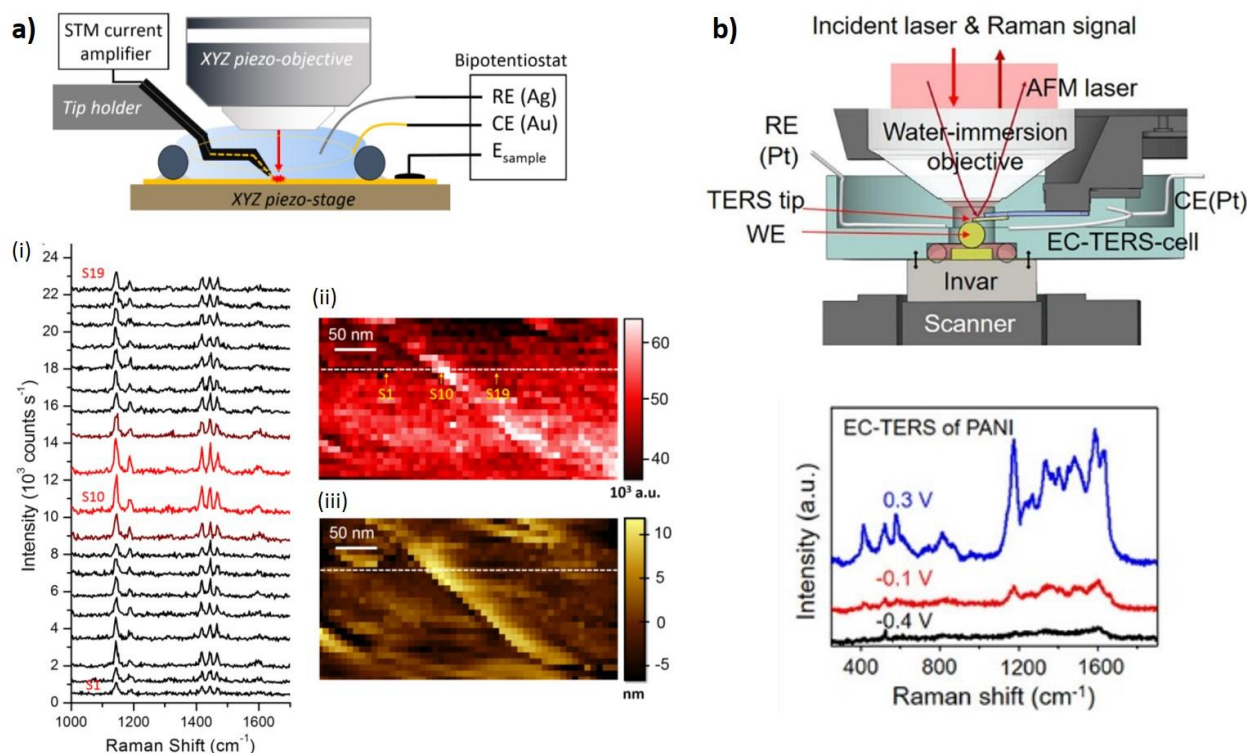 a)
STM current
amplifier
XYZ piezo-objective
Bipotentiostat
Tip holder
RE (Ag)
CE (Au)
Esample
XYZ piezo-stage
(i)
Intensity (10³ counts s⁻¹)
24
22
20
18
16
14
12
10
8
6
4
2
0
S19
S10
S1
1000
1200
1400
1600
Raman Shift (cm⁻¹)
(ii)
50 nm
S1
S10
S19
60
50
40
10³ a.u.
(iii)
50 nm
10
5
0
-5
nm
b)
Incident laser & Raman signal
AFM laser
RE
(Pt)
Water-immersion
objective
TERS tip
CE(Pt)
WE
EC-TERS-cell
Invar
Scanner
EC-TERS of PANI
Intensity (a.u.)
0.3 V
-0.1 V
-0.4 V
400
800
1200
1600
Raman shift (cm⁻¹)